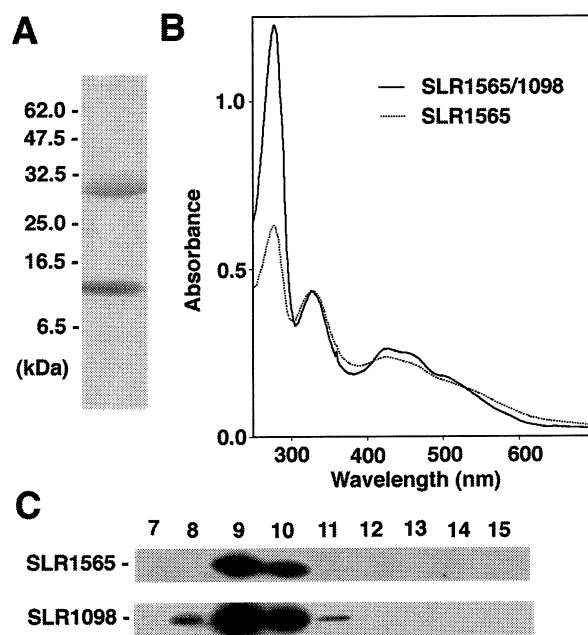 A
62.0 -
47.5 -
32.5 -
25.0 -
16.5 -
6.5 -
(kDa)
B
SLR1565/1098
SLR1565
Absorbance
1.0
0.5
0.0
300 400 500 600
Wavelength (nm)
C
7 8 9 10 11 12 13 14 15
SLR1565 -
SLR1098 -